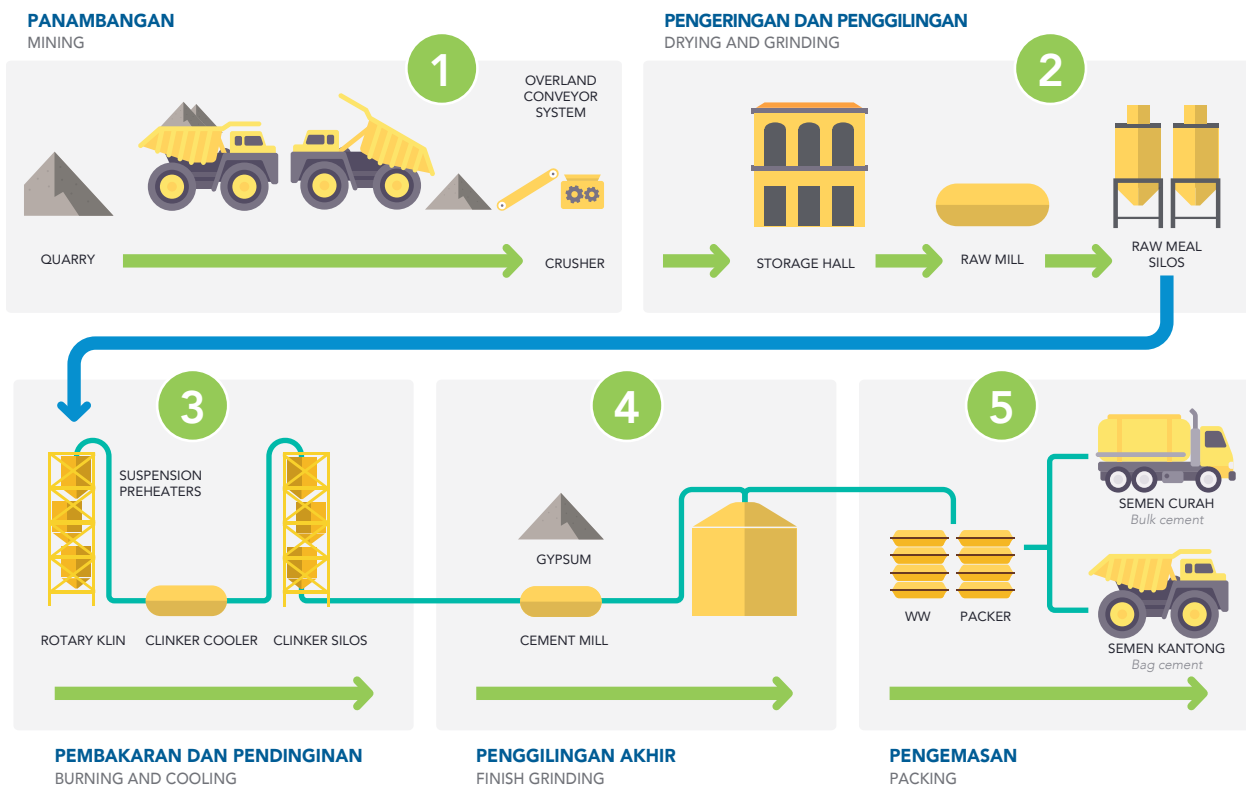 PANAMBANGAN
MINING
1
OVERLAND
CONVEYOR
SYSTEM
QUARRY
CRUSHER
PENGERINGAN DAN PENGGILINGAN
DRYING AND GRINDING
2
STORAGE HALL
RAW MILL
RAW MEAL
SILOS
3
SUSPENSION
PREHEATERS
ROTARY KLIN
CLINKER COOLER
CLINKER SILOS
PEMBAKARAN DAN PENDINGINAN
BURNING AND COOLING
4
GYPSUM
CEMENT MILL
PENGGILINGAN AKHIR
FINISH GRINDING
5
WW
PACKER
SEMEN CURAH
Bulk cement
SEMEN KANTONG
Bag cement
PENGEMASAN
PACKING